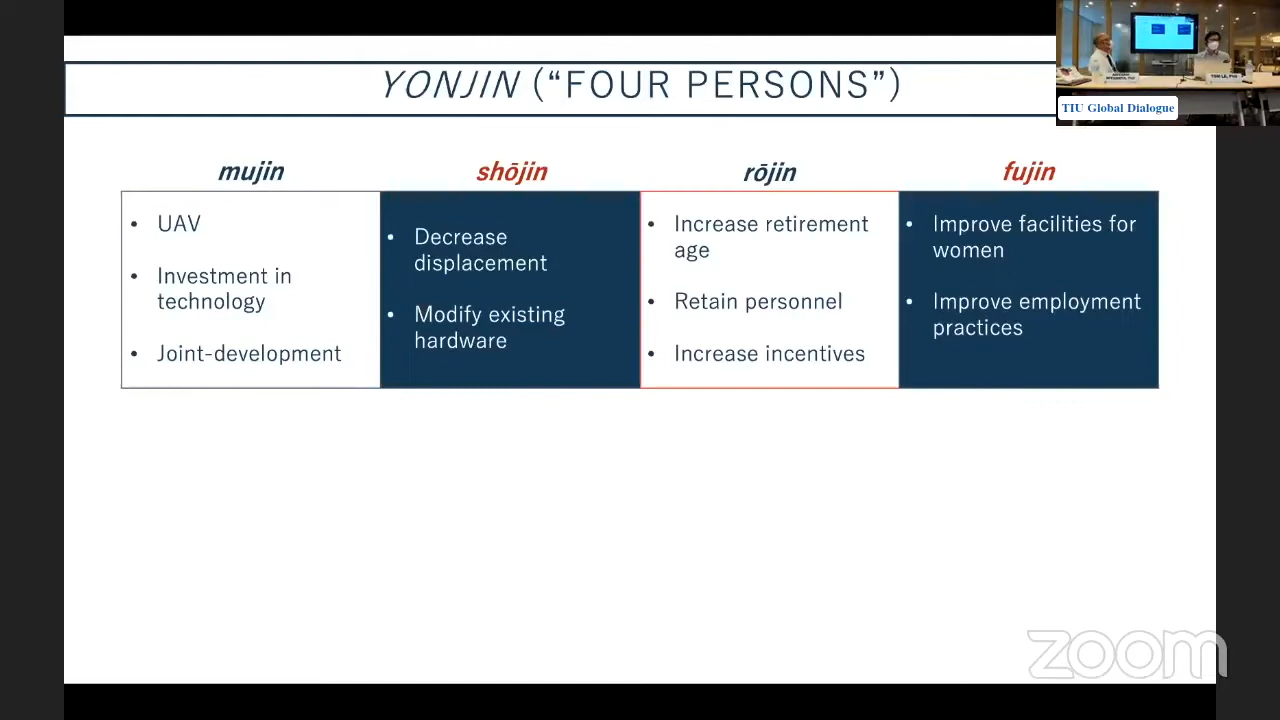 YONJIN (“FOUR PERSONS”)
TIU Global Dialogue
mujin
shōjin
rōjin
fujin
• UAV
• Investment in
technology
• Joint-development
• Decrease
displacement
• Modify existing
hardware
• Increase retirement
age
• Retain personnel
• Increase incentives
• Improve facilities for
women
• Improve employment
practices
zoom